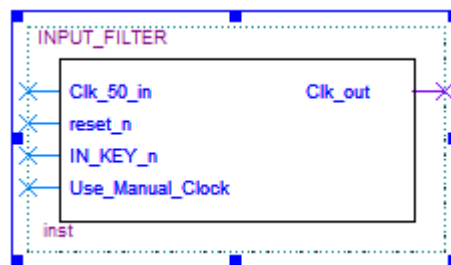 INPUT_FILTER
Clk_50_in Clk_out
reset_n
IN_KEY_n
Use_Manual_Clock
inst